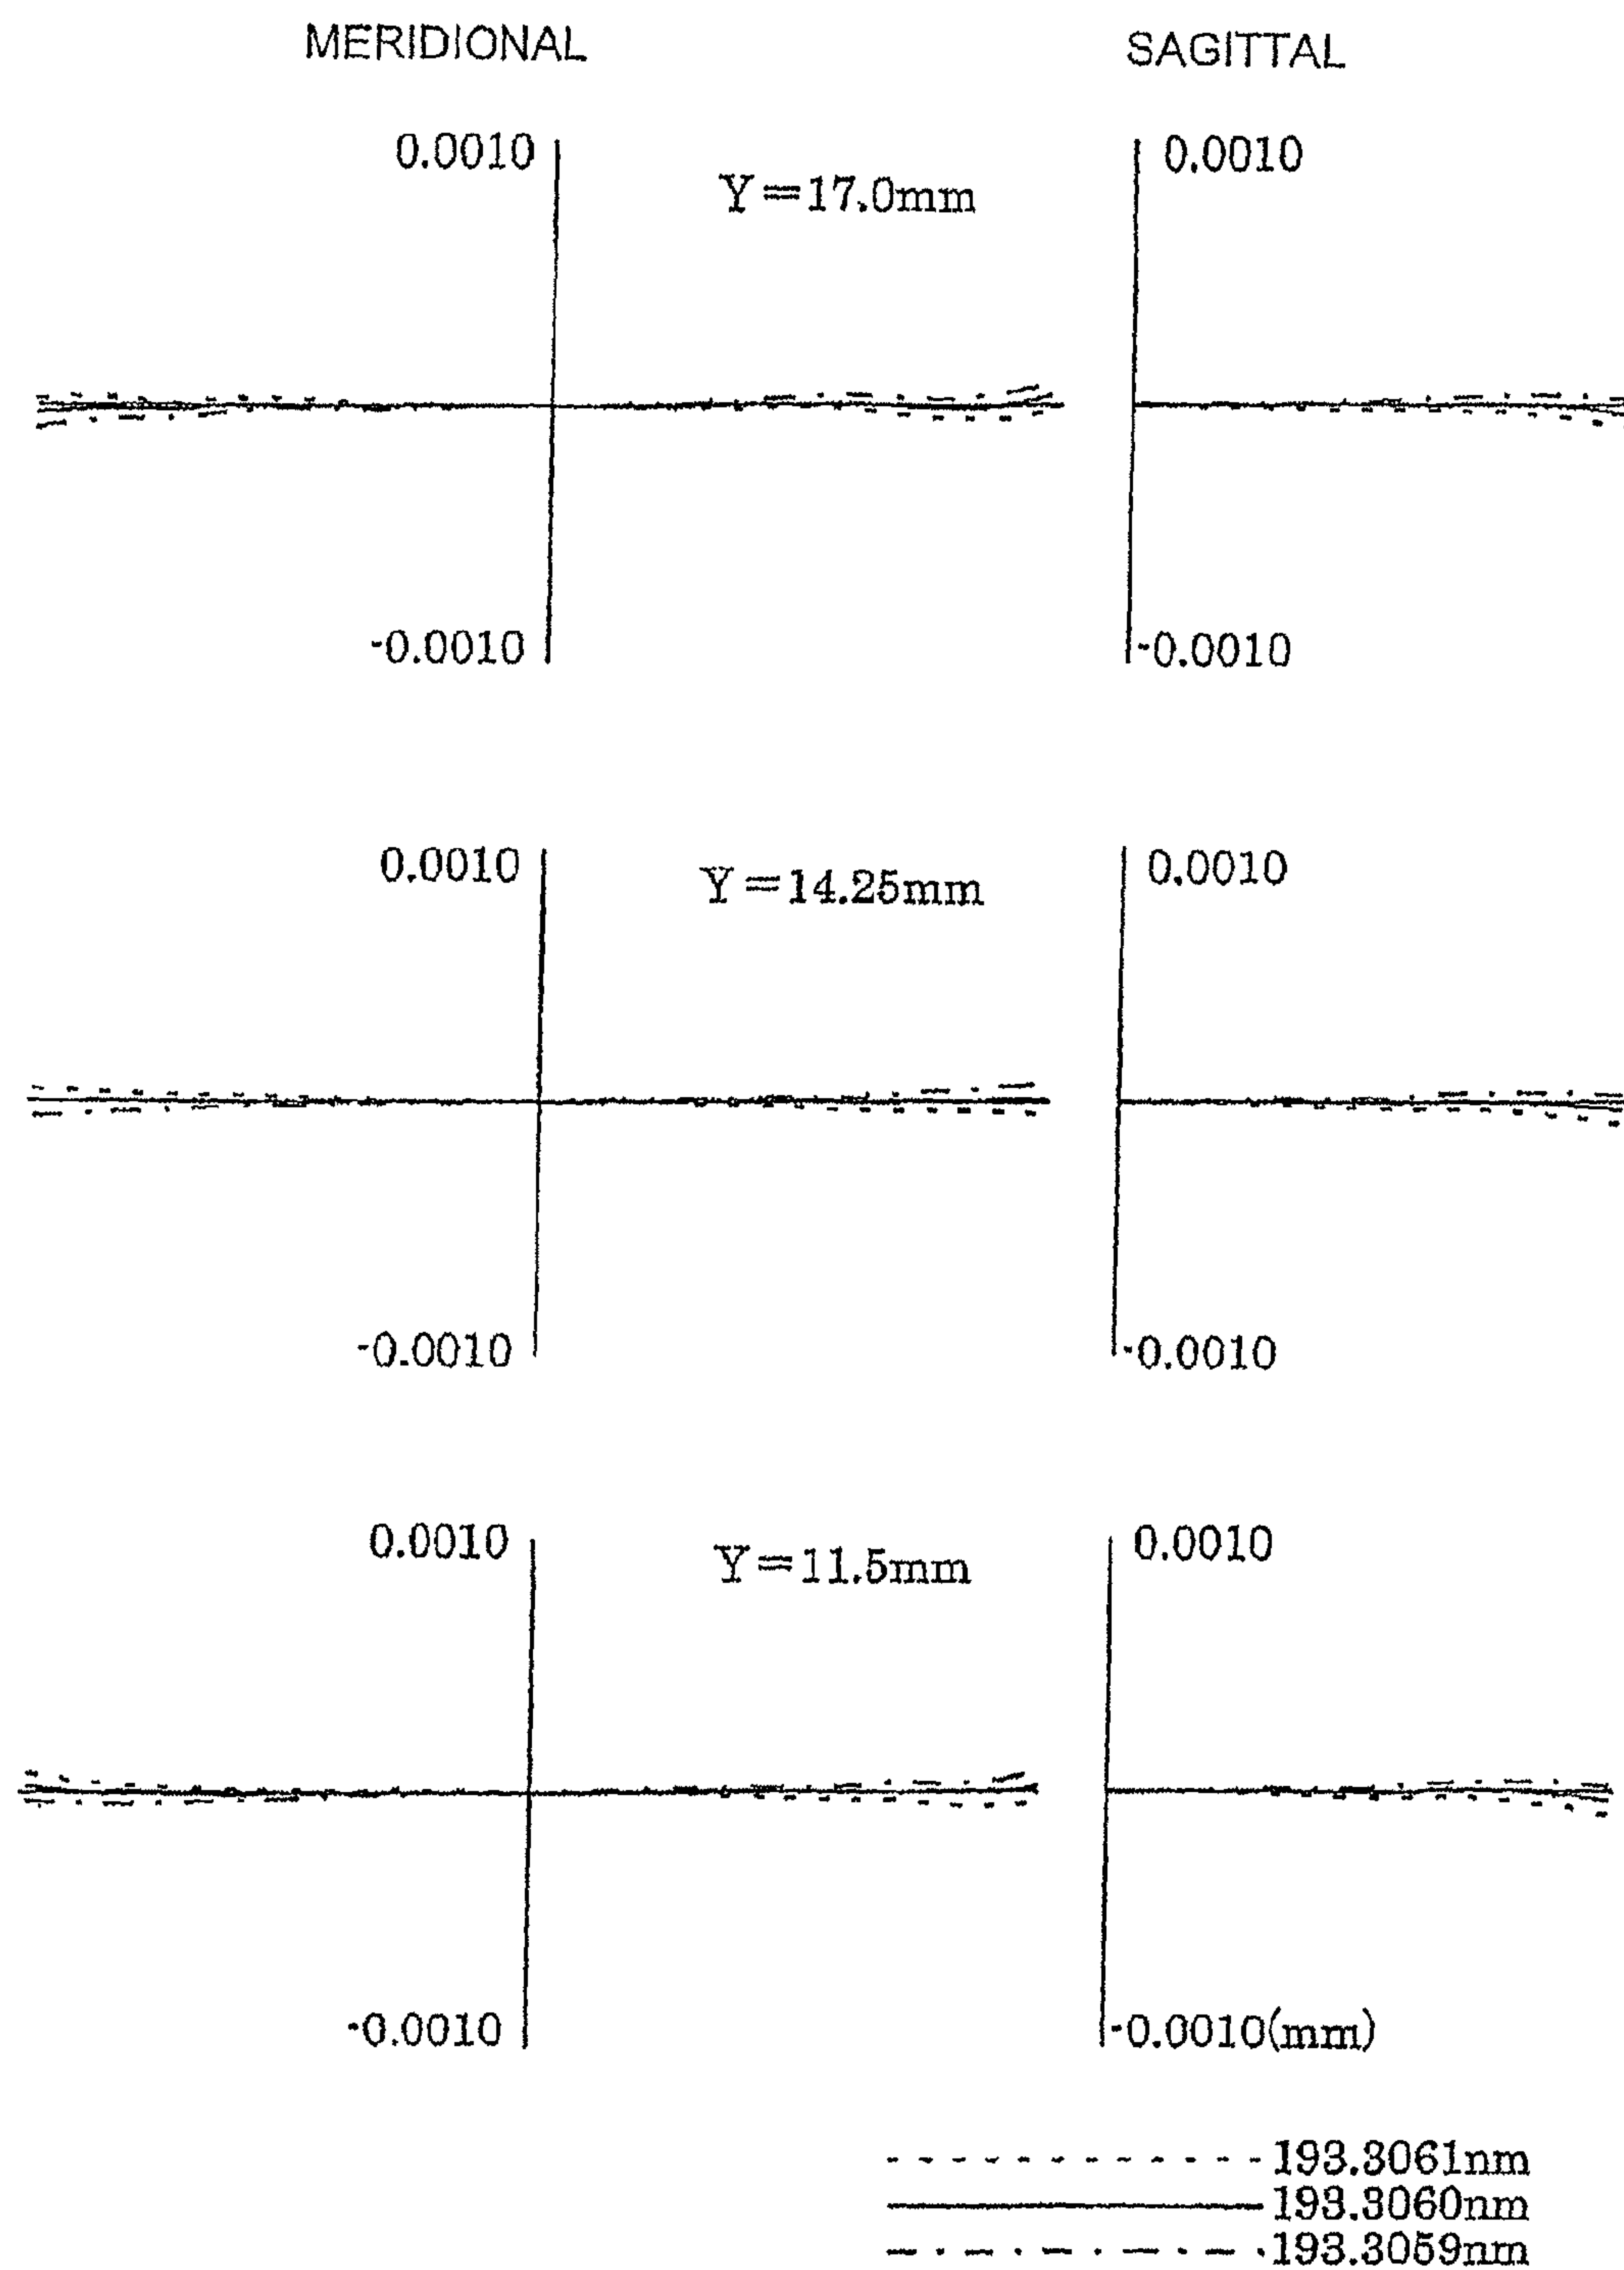 MERIDIONAL SAGITTAL
0.0010 Y=17.0mm 0.0010
-0.0010 -0.0010
0.0010 Y=14.25mm 0.0010
-0.0010 -0.0010
0.0010 Y=11.5mm 0.0010
-0.0010 -0.0010(mm)
193.3061nm
193.3060nm
193.3059nm